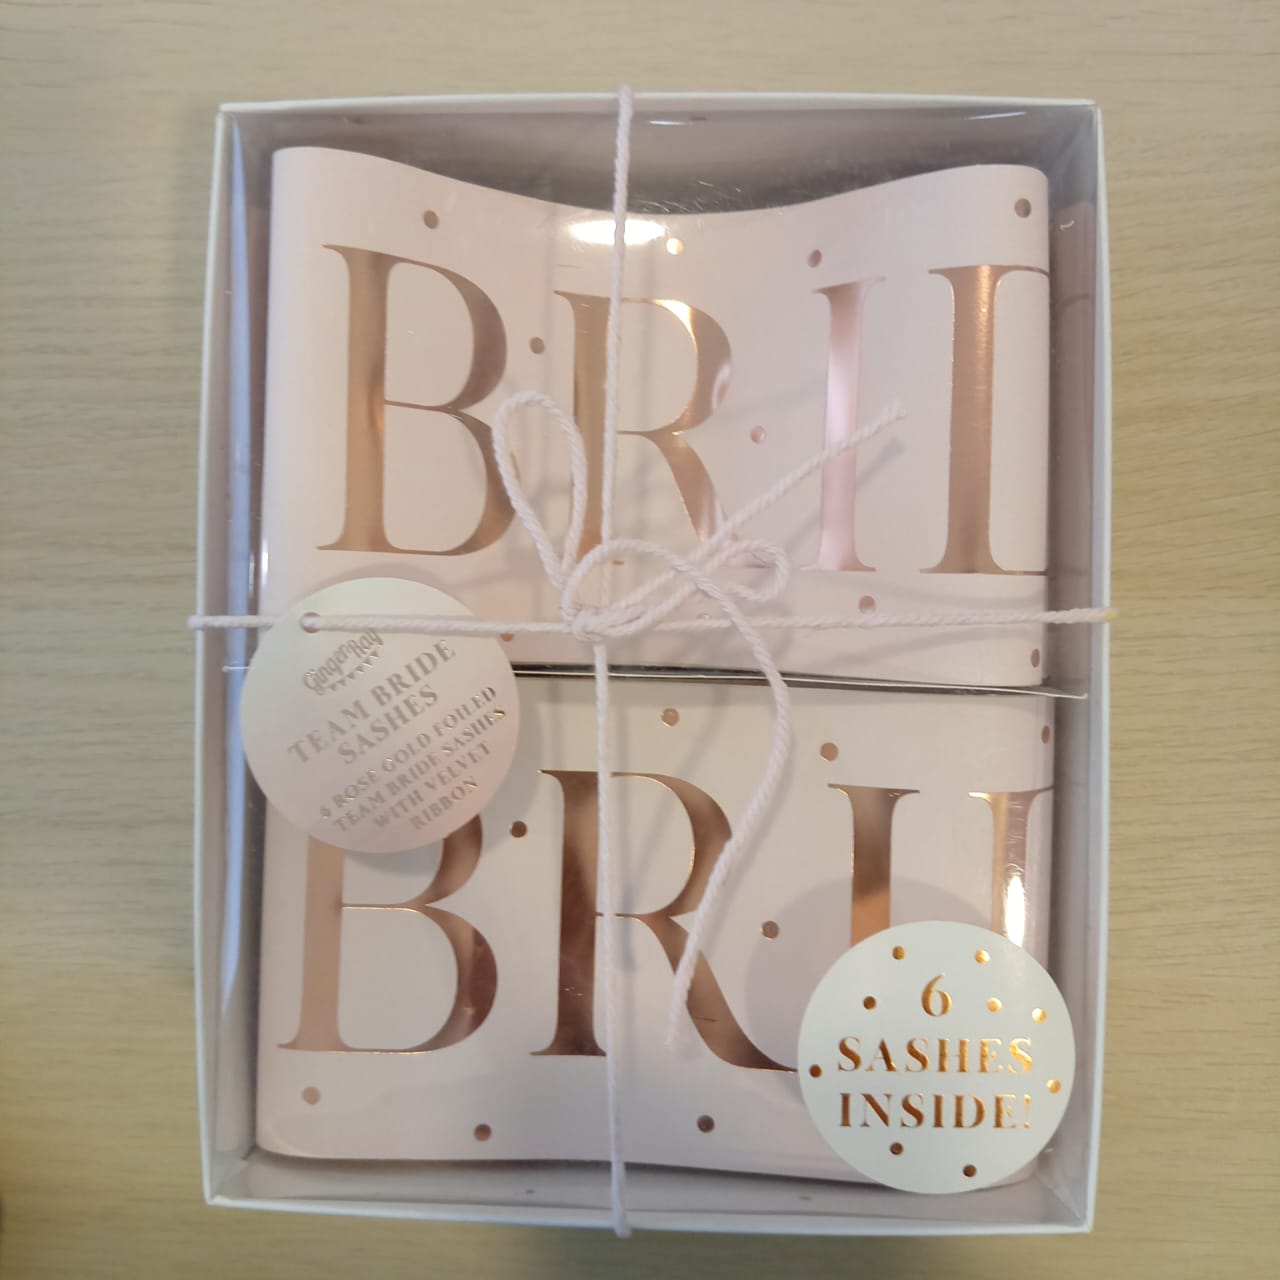 BRID
Ginger Ray
TEAM BRIDE
SASHES
6 ROSE GOLD FOILED
TEAM BRIDE SASHES
WITH VELVET
RIBBON
BRI
6
SASHES
INSIDE!